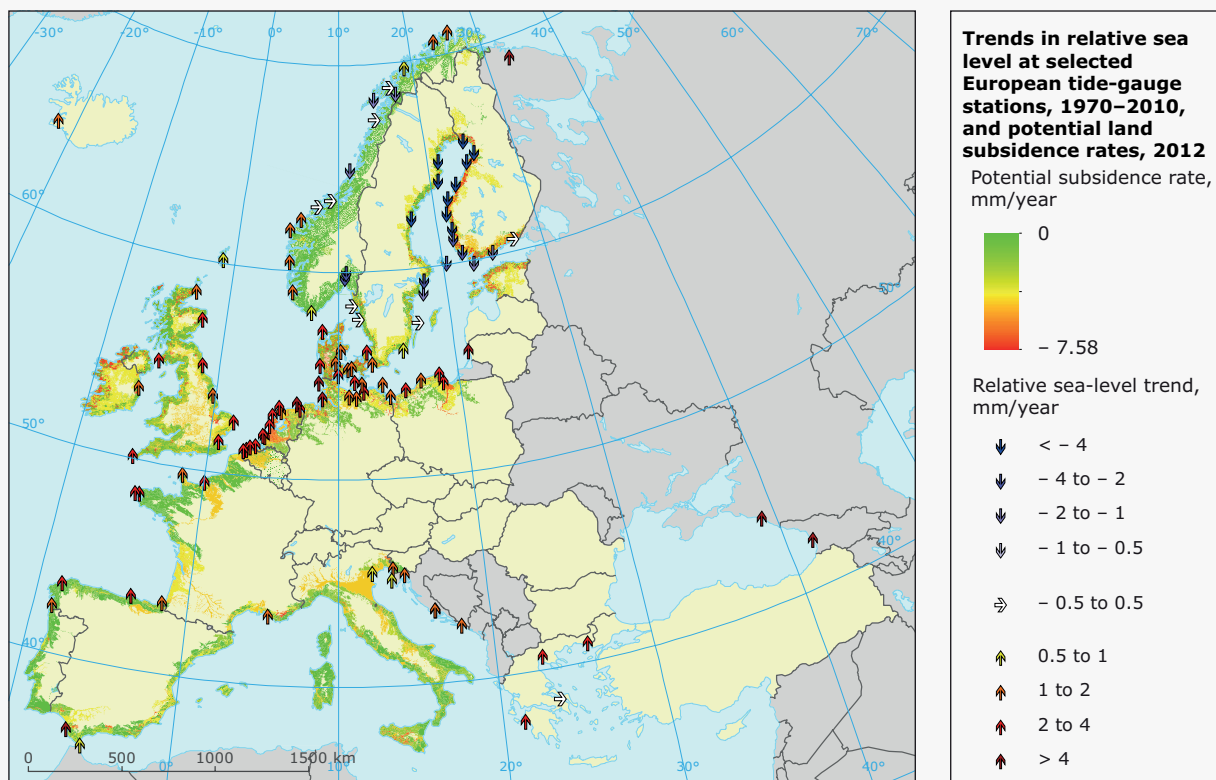 -30°
-20°
-10°
0°
10°
20°
30°
40°
50°
60°
70°
60°
50°
40°
50°
40°
0 500 1000 1500 km
0°
10°
20°
30°
40°
Trends in relative sea
level at selected
European tide-gauge
stations, 1970–2010,
and potential land
subsidence rates, 2012
Potential subsidence rate,
mm/year
0
– 7.58
Relative sea-level trend,
mm/year
< – 4
– 4 to – 2
– 2 to – 1
– 1 to – 0.5
– 0.5 to 0.5
0.5 to 1
1 to 2
2 to 4
> 4